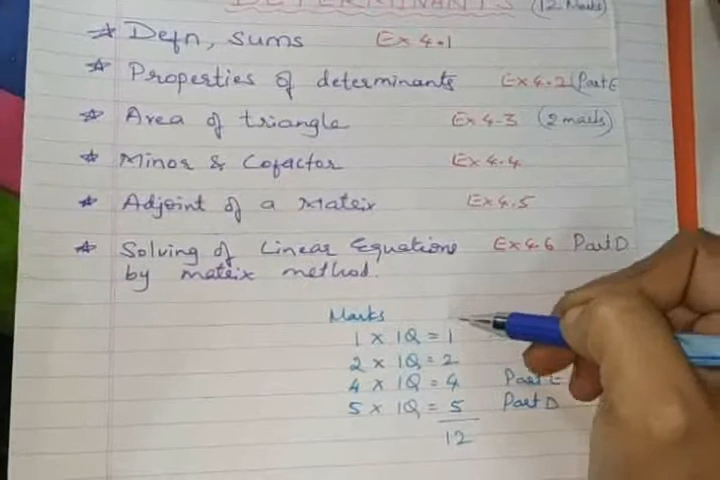 DETERMINANTS (12 Marks)
☆ Defn, sums Ex 4.1
☆ Properties of determinants Ex 4.2 (Part E
☆ Area of triangle Ex 4.3 (2 marks)
☆ Minor & Cofactor Ex 4.4
☆ Adjoint of a Matrix Ex 4.5
☆ Solving of Linear Equations Ex 4.6 Part D
by matrix method.
Marks
1 × 1Q = 1
2 × 1Q = 2
4 × 1Q = 4 Part E
5 × 1Q = 5 Part D
12